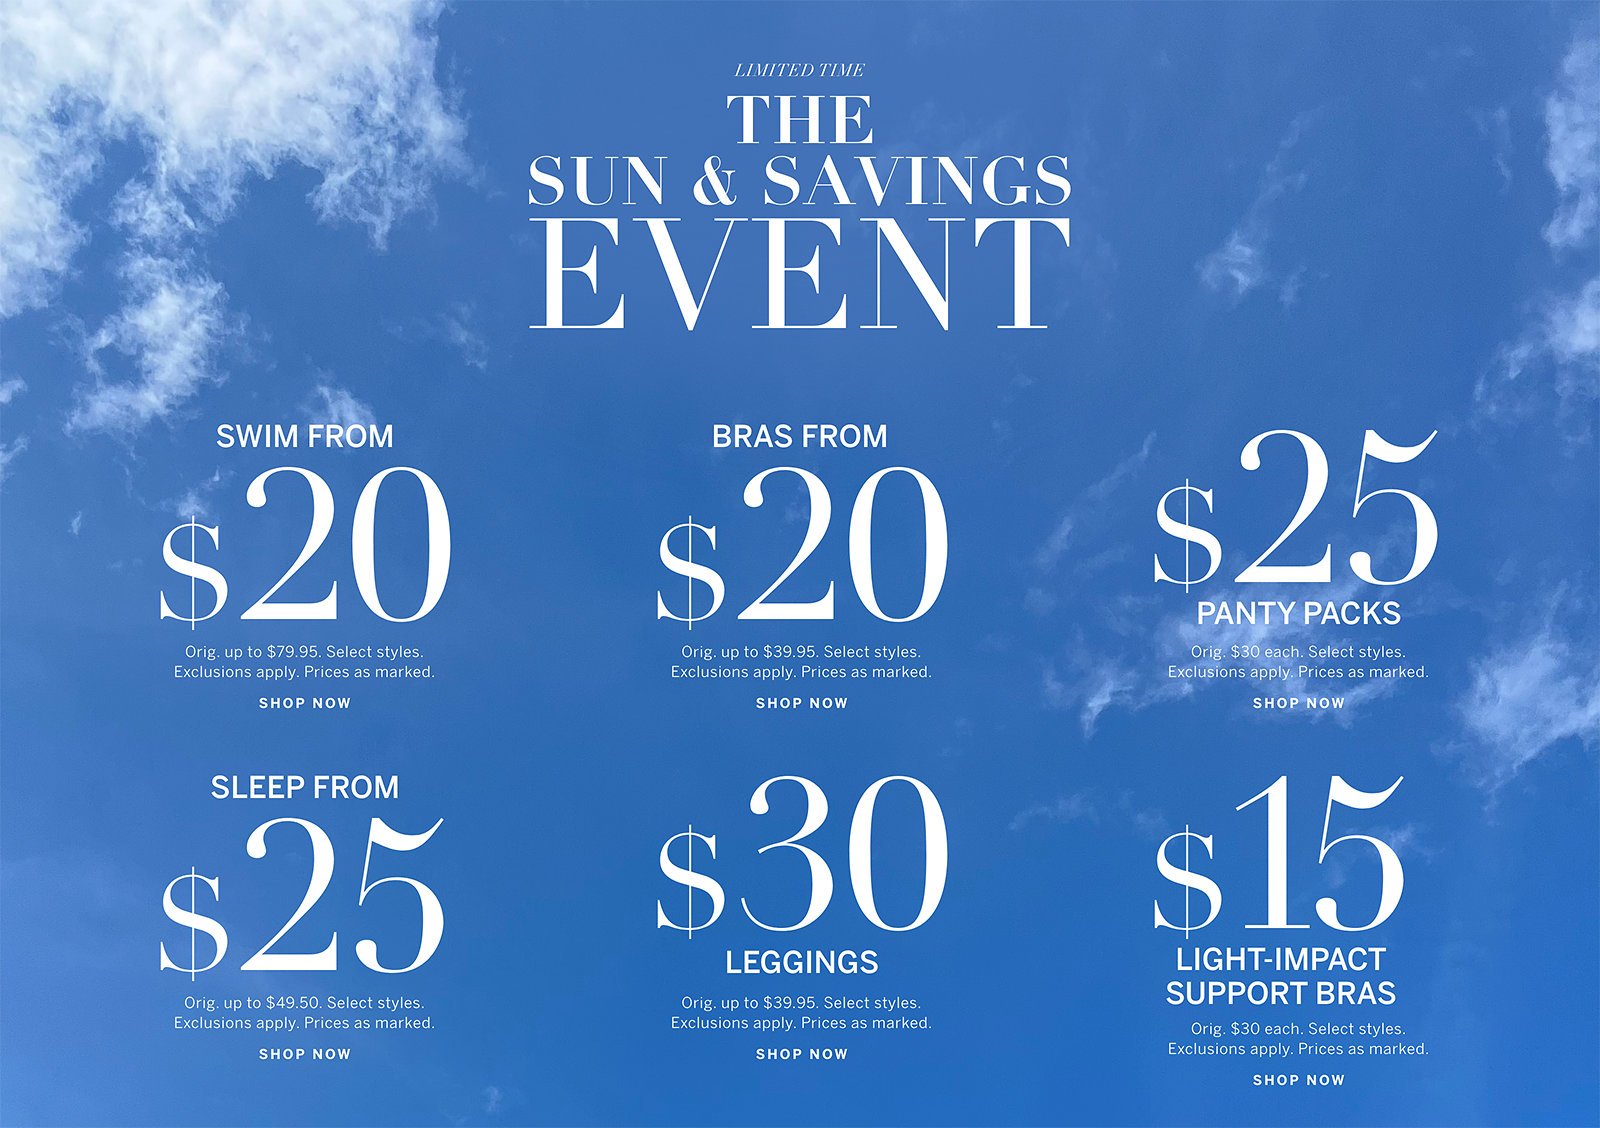 LIMITED TIME
THE
SUN & SAVINGS
EVENT
SWIM FROM
$20
Orig. up to $79.95. Select styles.
Exclusions apply. Prices as marked.
SHOP NOW
BRAS FROM
$20
Orig. up to $39.95. Select styles.
Exclusions apply. Prices as marked.
SHOP NOW
$25
PANTY PACKS
Orig. $30 each. Select styles.
Exclusions apply. Prices as marked.
SHOP NOW
SLEEP FROM
$25
Orig. up to $49.50. Select styles.
Exclusions apply. Prices as marked.
SHOP NOW
$30
LEGGINGS
Orig. up to $39.95. Select styles.
Exclusions apply. Prices as marked.
SHOP NOW
$15
LIGHT-IMPACT
SUPPORT BRAS
Orig. $30 each. Select styles.
Exclusions apply. Prices as marked.
SHOP NOW